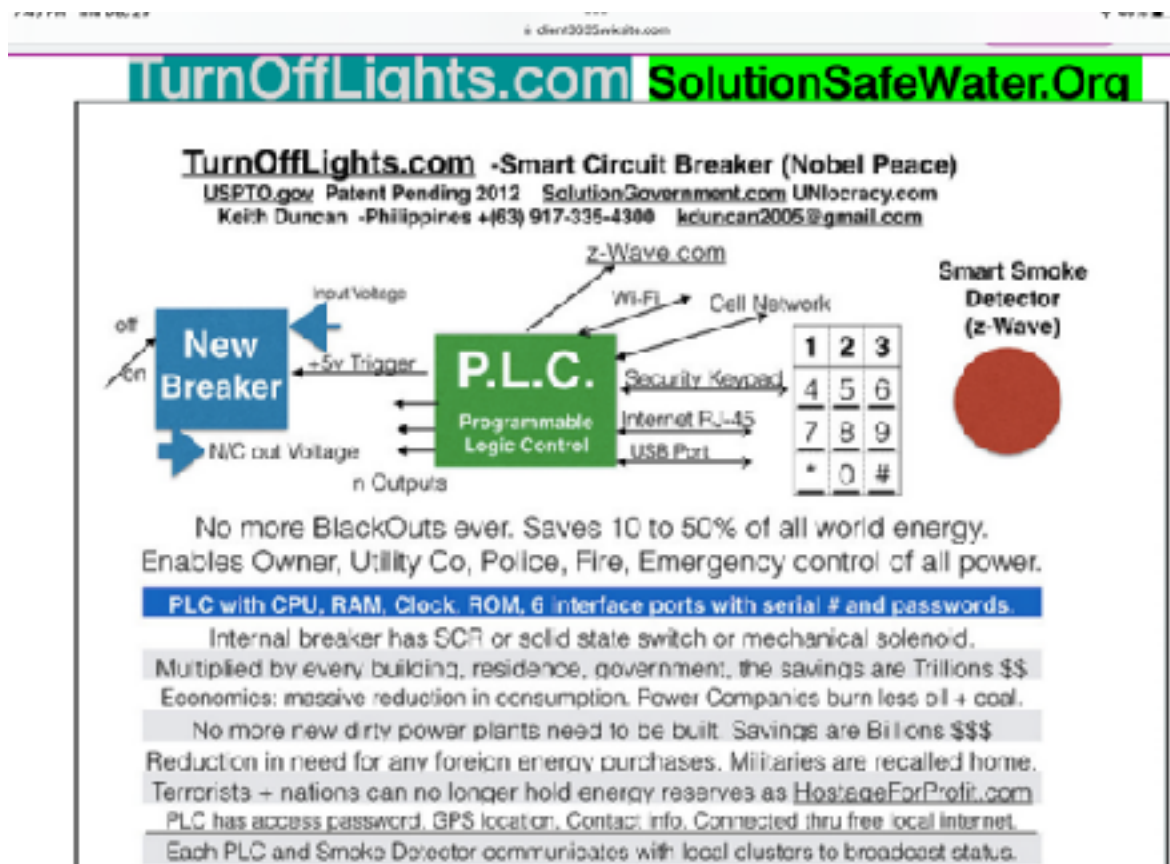 TurnOffLights.com SolutionSafeWater.Org
TurnOffLights.com -Smart Circuit Breaker (Nobel Peace)
USPTO.gov Patent Pending 2012 SolutionGovernment.com UNIocracy.com
Keith Duncan -Philippines +(63) 917-335-4300 kduncan2005@gmail.com
z-Wave.com
Smart Smoke
Detector
(z-Wave)
Input Voltage
Wi-Fi
Cell Network
off
on
New
Breaker
+5v Trigger
P.L.C.
Programmable
Logic Control
Security Keypad
Internet RJ-45
USB Port
1 2 3
4 5 6
7 8 9
* 0 #
N/C out Voltage
n Outputs
No more BlackOuts ever. Saves 10 to 50% of all world energy.
Enables Owner, Utility Co, Police, Fire, Emergency control of all power.
PLC with CPU, RAM, Clock, ROM, 6 interface ports with serial # and passwords.
Internal breaker has SCR or solid state switch or mechanical solenoid.
Multiplied by every building, residence, government, the savings are Trillions $$
Economics: massive reduction in consumption. Power Companies burn less oil + coal.
No more new dirty power plants need to be built. Savings are Billions $$$
Reduction in need for any foreign energy purchases. Militaries are recalled home.
Terrorists + nations can no longer hold energy reserves as HostageForProfit.com
PLC has access password, GPS location, Contact info. Connected thru free local internet.
Each PLC and Smoke Detector communicates with local clusters to broadcast status.